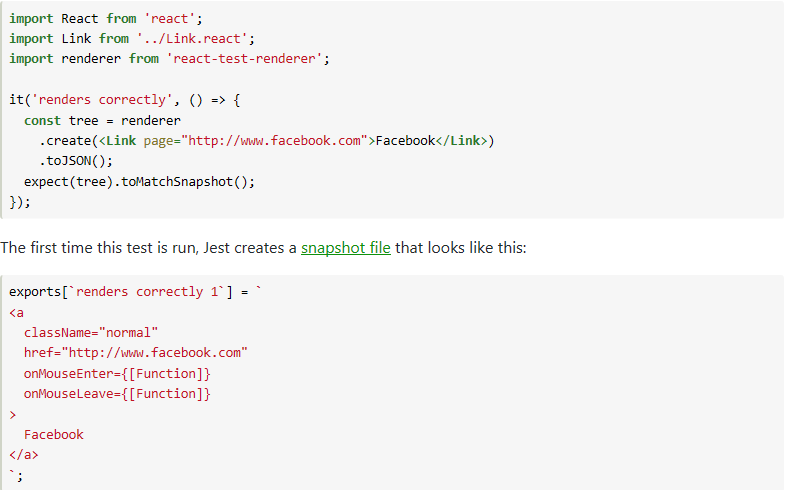 import React from 'react';
import Link from '../Link.react';
import renderer from 'react-test-renderer';

it('renders correctly', () => {
  const tree = renderer
    .create(<Link page="http://www.facebook.com">Facebook</Link>)
    .toJSON();
  expect(tree).toMatchSnapshot();
});

The first time this test is run, Jest creates a snapshot file that looks like this:

exports[`renders correctly 1`] = `
<a
  className="normal"
  href="http://www.facebook.com"
  onMouseEnter={[Function]}
  onMouseLeave={[Function]}
>
  Facebook
</a>
`;